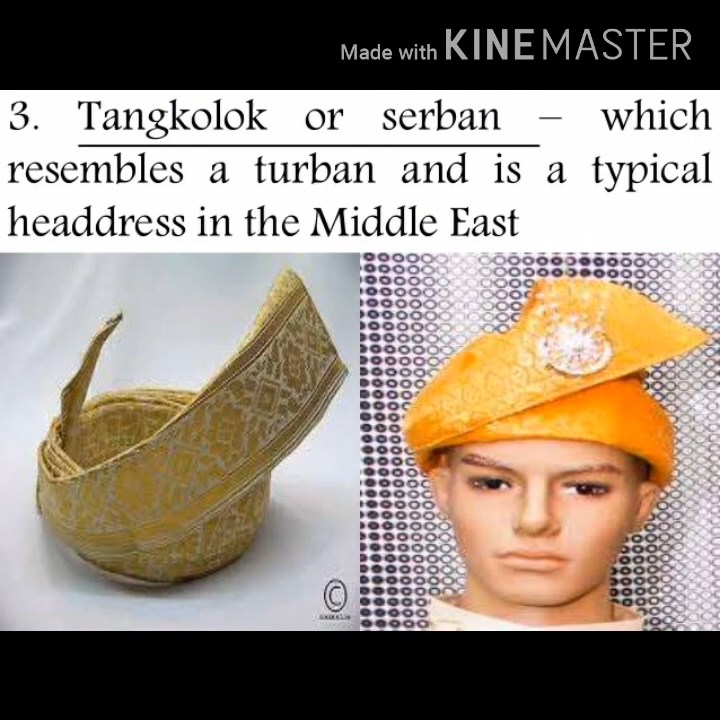 Made with KINEMASTER
3. Tangkolok or serban – which
resembles a turban and is a typical
headdress in the Middle East
©